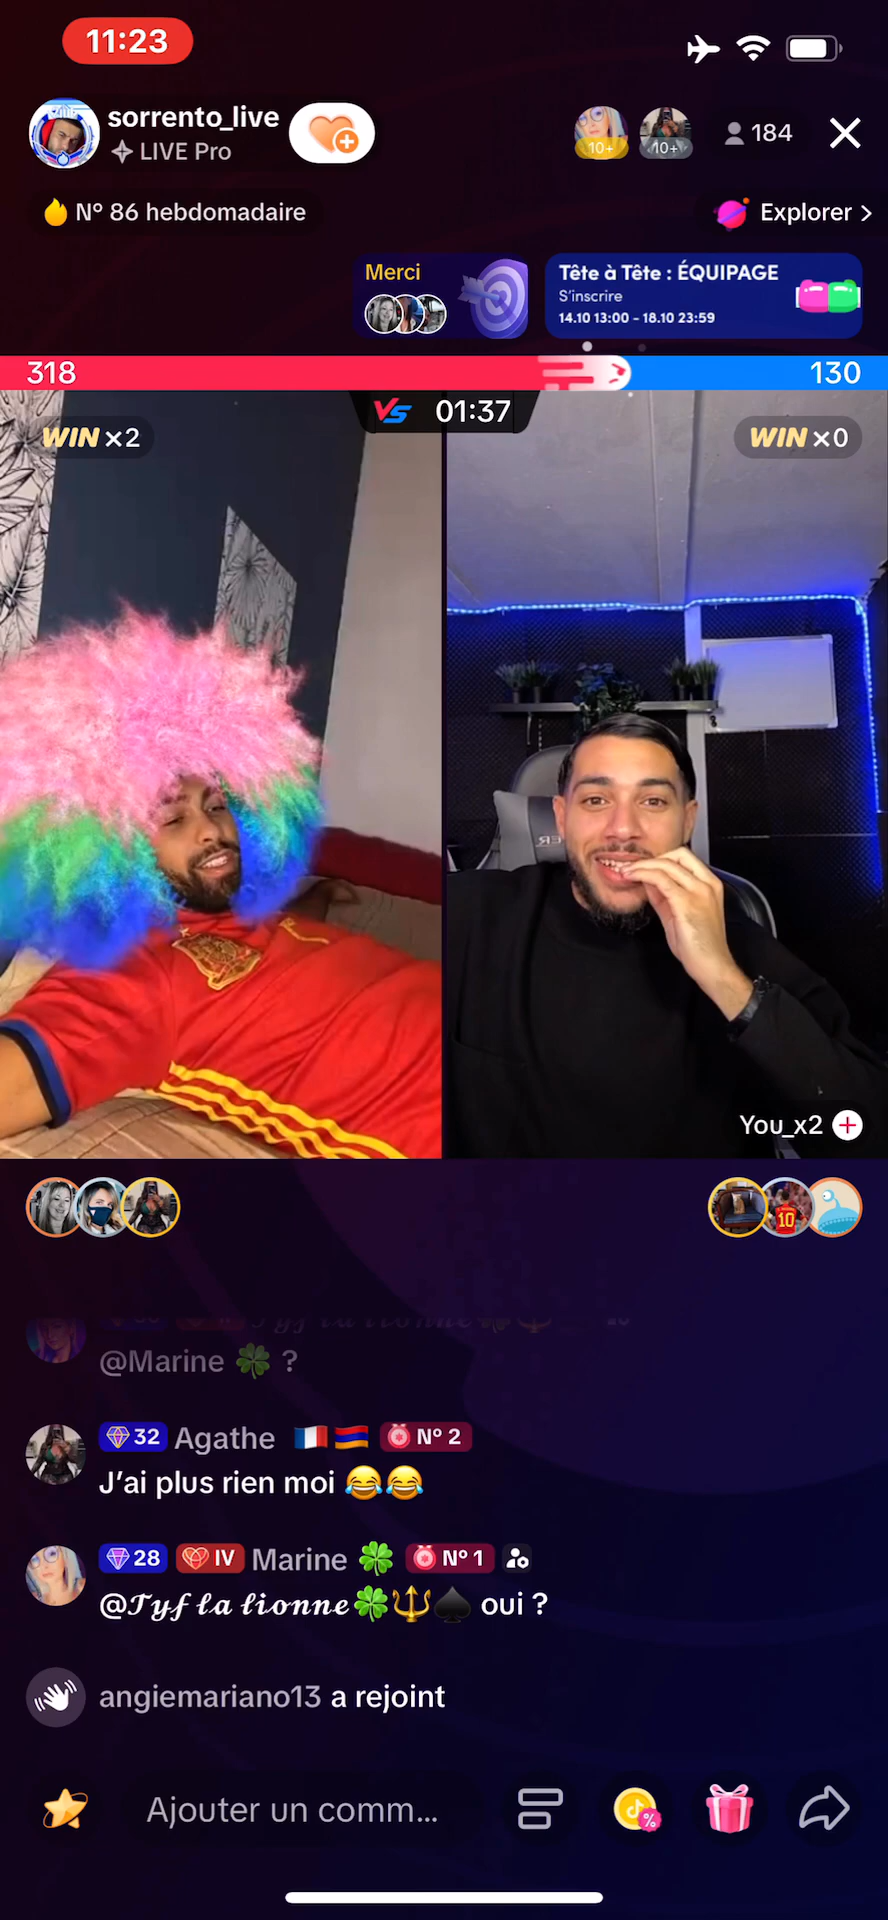 11:23
sorrento_live
LIVE Pro
10+
10+
184
N° 86 hebdomadaire
Explorer >
Merci
Tête à Tête : ÉQUIPAGE
S'inscrire
14.10 13:00 - 18.10 23:59
318
130
VS 01:37
WIN x2
WIN x0
You_x2
10
@Marine 🍀 ?
32 Agathe 🇫🇷🇦🇲 N° 2
J'ai plus rien moi 😂😂
28 IV Marine 🍀 N° 1
@𝓣𝔂𝓯 𝓵𝓪 𝓵𝓲𝓸𝓷𝓷𝓮🍀🔱♠️ oui ?
angiemariano13 a rejoint
Ajouter un comm...